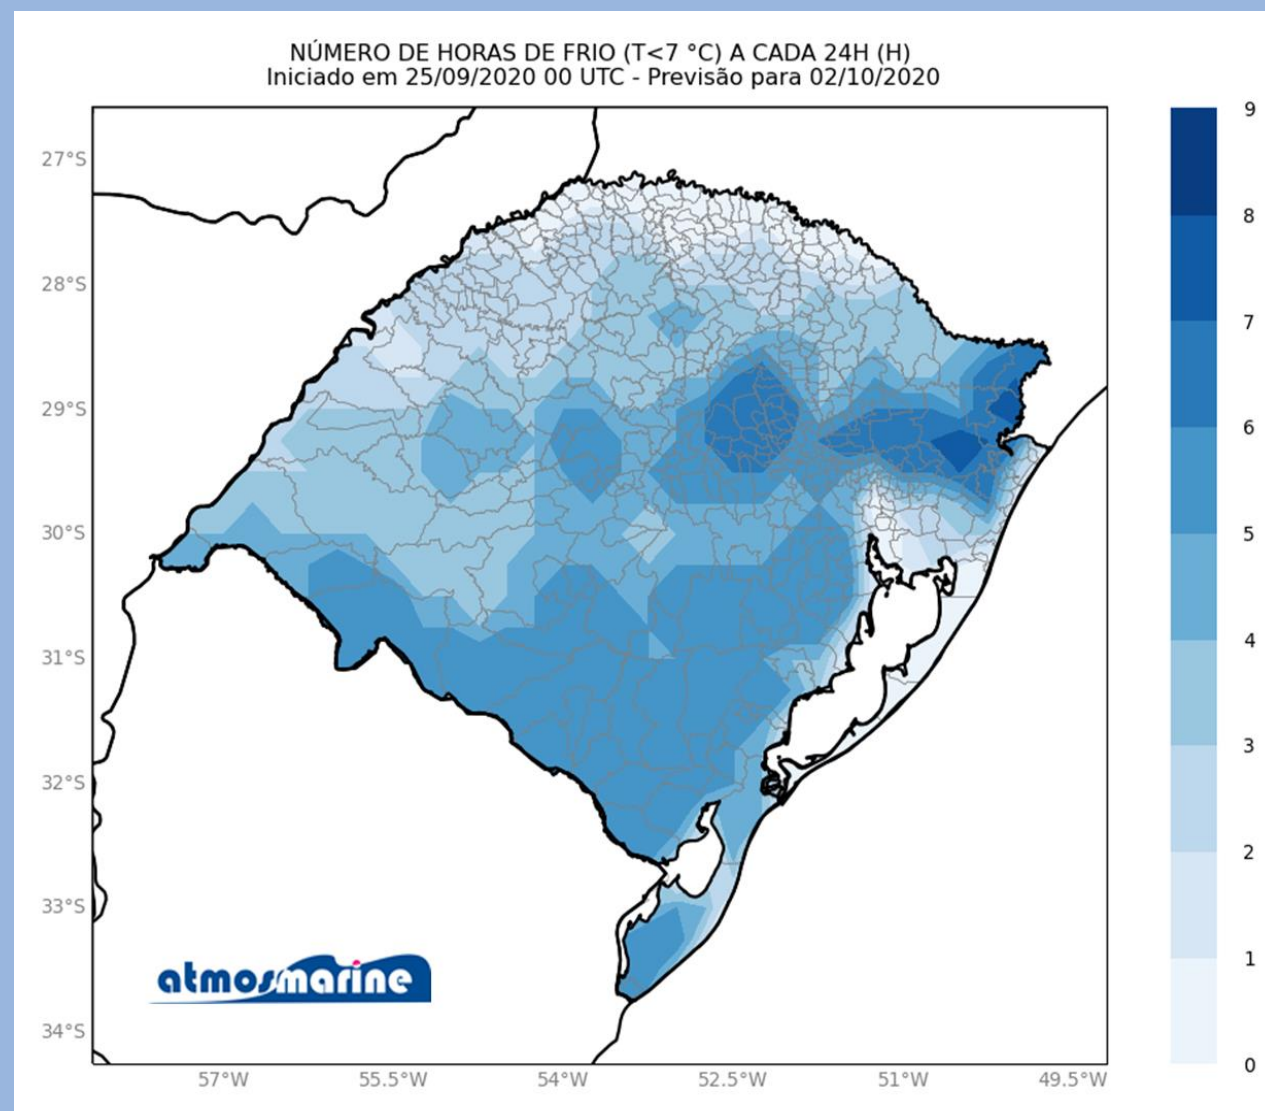 NÚMERO DE HORAS DE FRIO (T<7 °C) A CADA 24H (H)
Iniciado em 25/09/2020 00 UTC - Previsão para 02/10/2020
27°S
28°S
29°S
30°S
31°S
32°S
33°S
34°S
57°W 55.5°W 54°W 52.5°W 51°W 49.5°W
9
8
7
6
5
4
3
2
1
0
atmosmarine